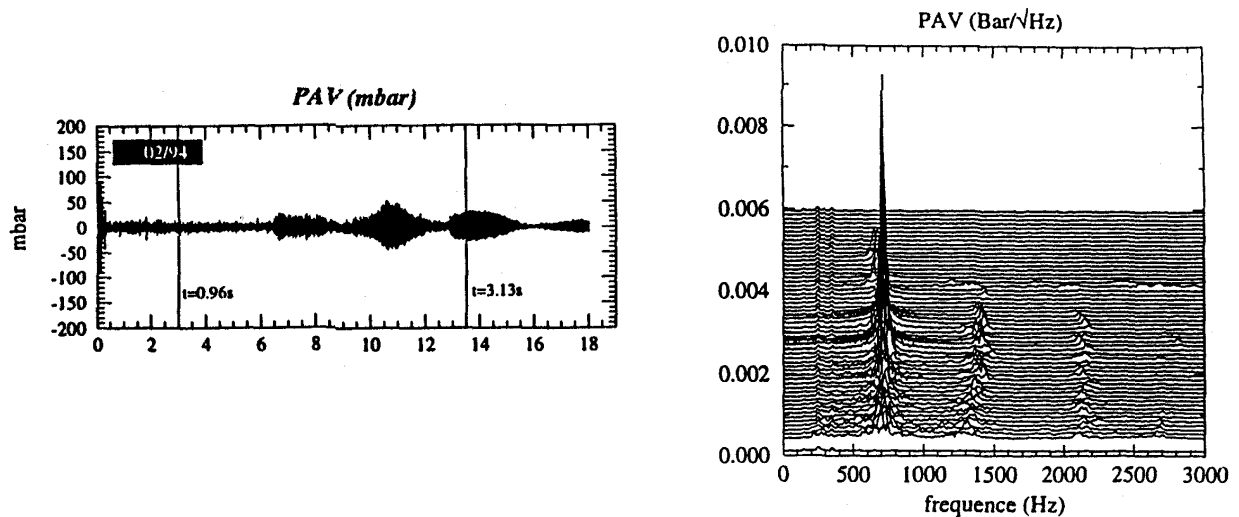 PAV (mbar)
200
150
100
50
0
-50
-100
-150
-200
mbar
02/94
t=0.96s
t=3.13s
0 2 4 6 8 10 12 14 16 18
PAV (Bar/√Hz)
0.010
0.008
0.006
0.004
0.002
0.000
0 500 1000 1500 2000 2500 3000
frequence (Hz)